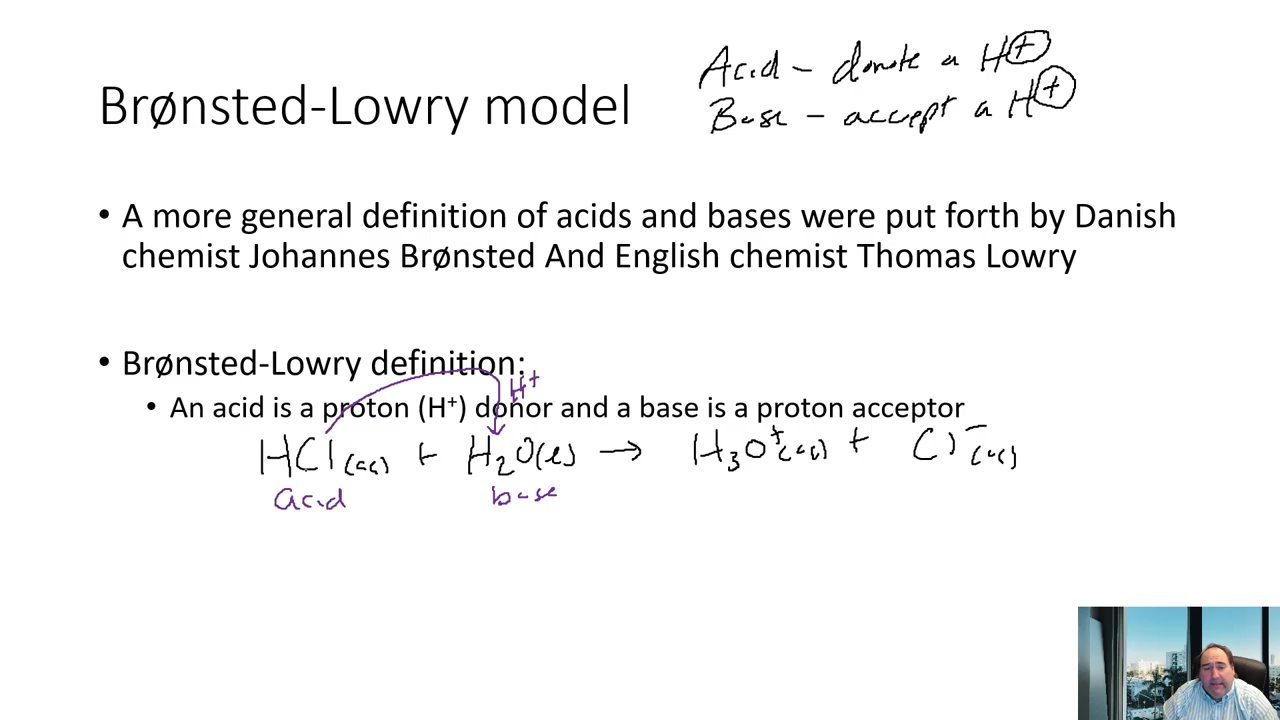 Acid - donate a H⊕
Brønsted-Lowry model
Base - accept a H⊕
• A more general definition of acids and bases were put forth by Danish
chemist Johannes Brønsted And English chemist Thomas Lowry
• Brønsted-Lowry definition:
H⁺
• An acid is a proton (H⁺) donor and a base is a proton acceptor
HCl(aq) + H₂O(l) → H₃O⁺(aq) + Cl⁻(aq)
acid base